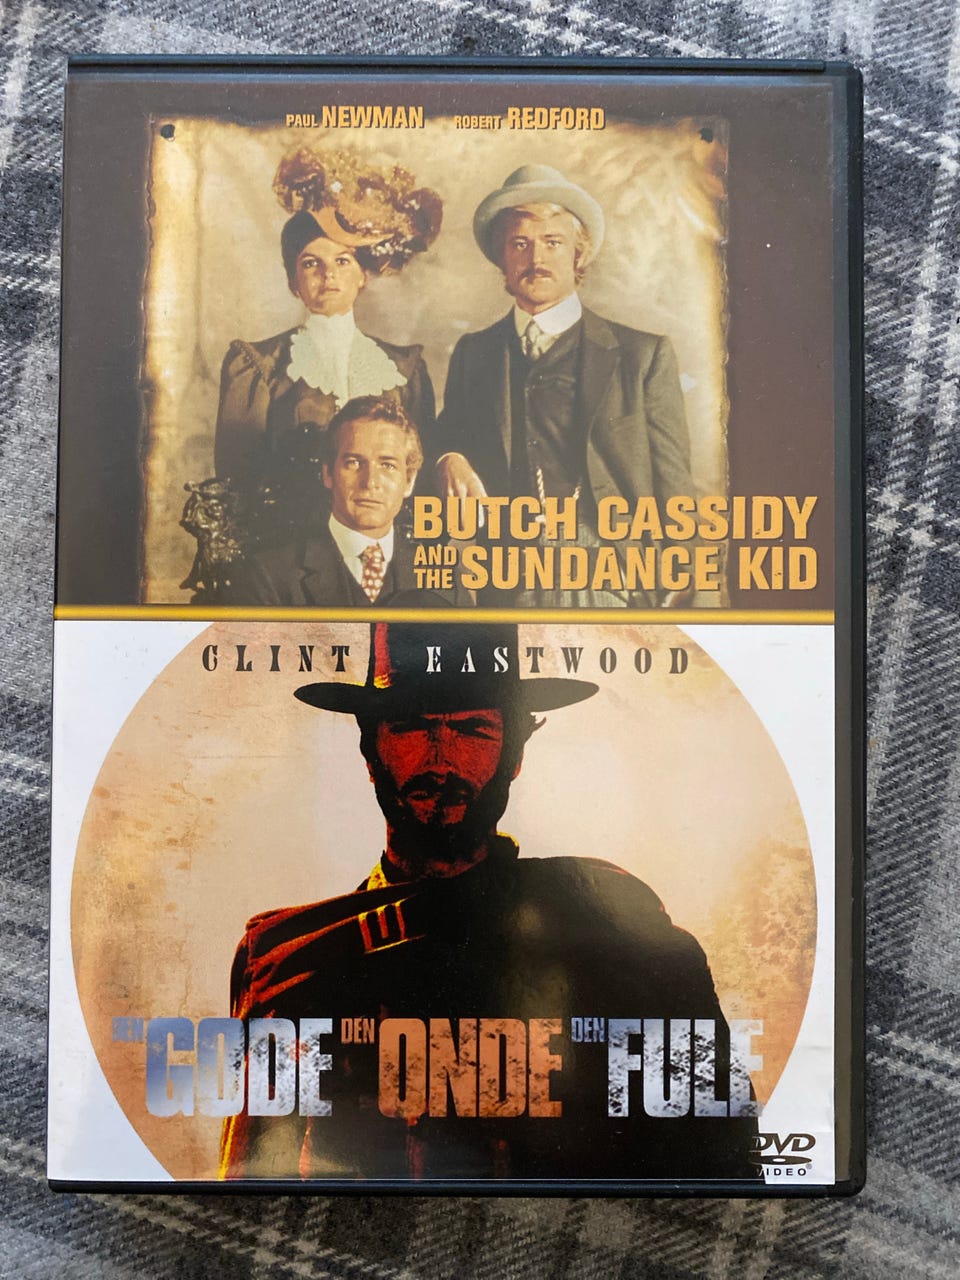 PAUL NEWMAN ROBERT REDFORD
BUTCH CASSIDY
AND THE SUNDANCE KID
CLINT EASTWOOD
DEN GODE DEN ONDE DEN FULE
DVD
VIDEO